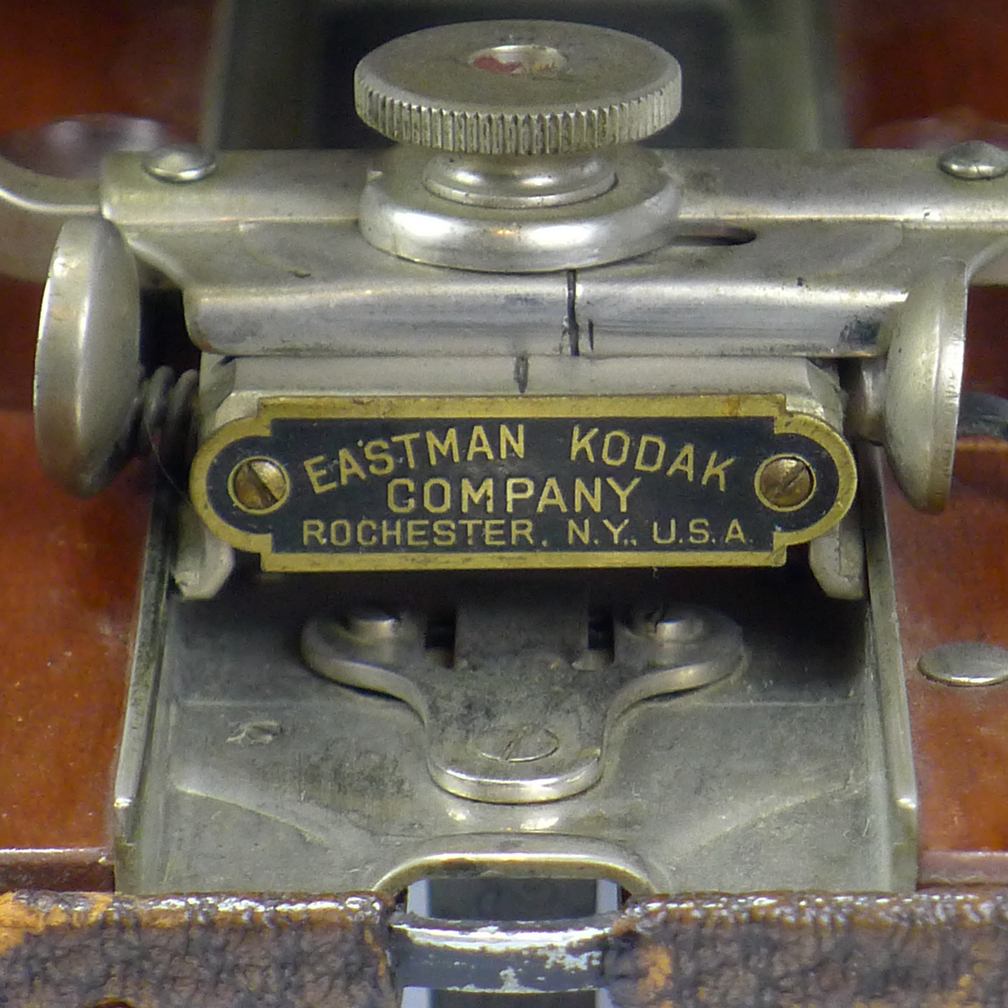 EASTMAN KODAK
COMPANY
ROCHESTER, N.Y., U.S.A.